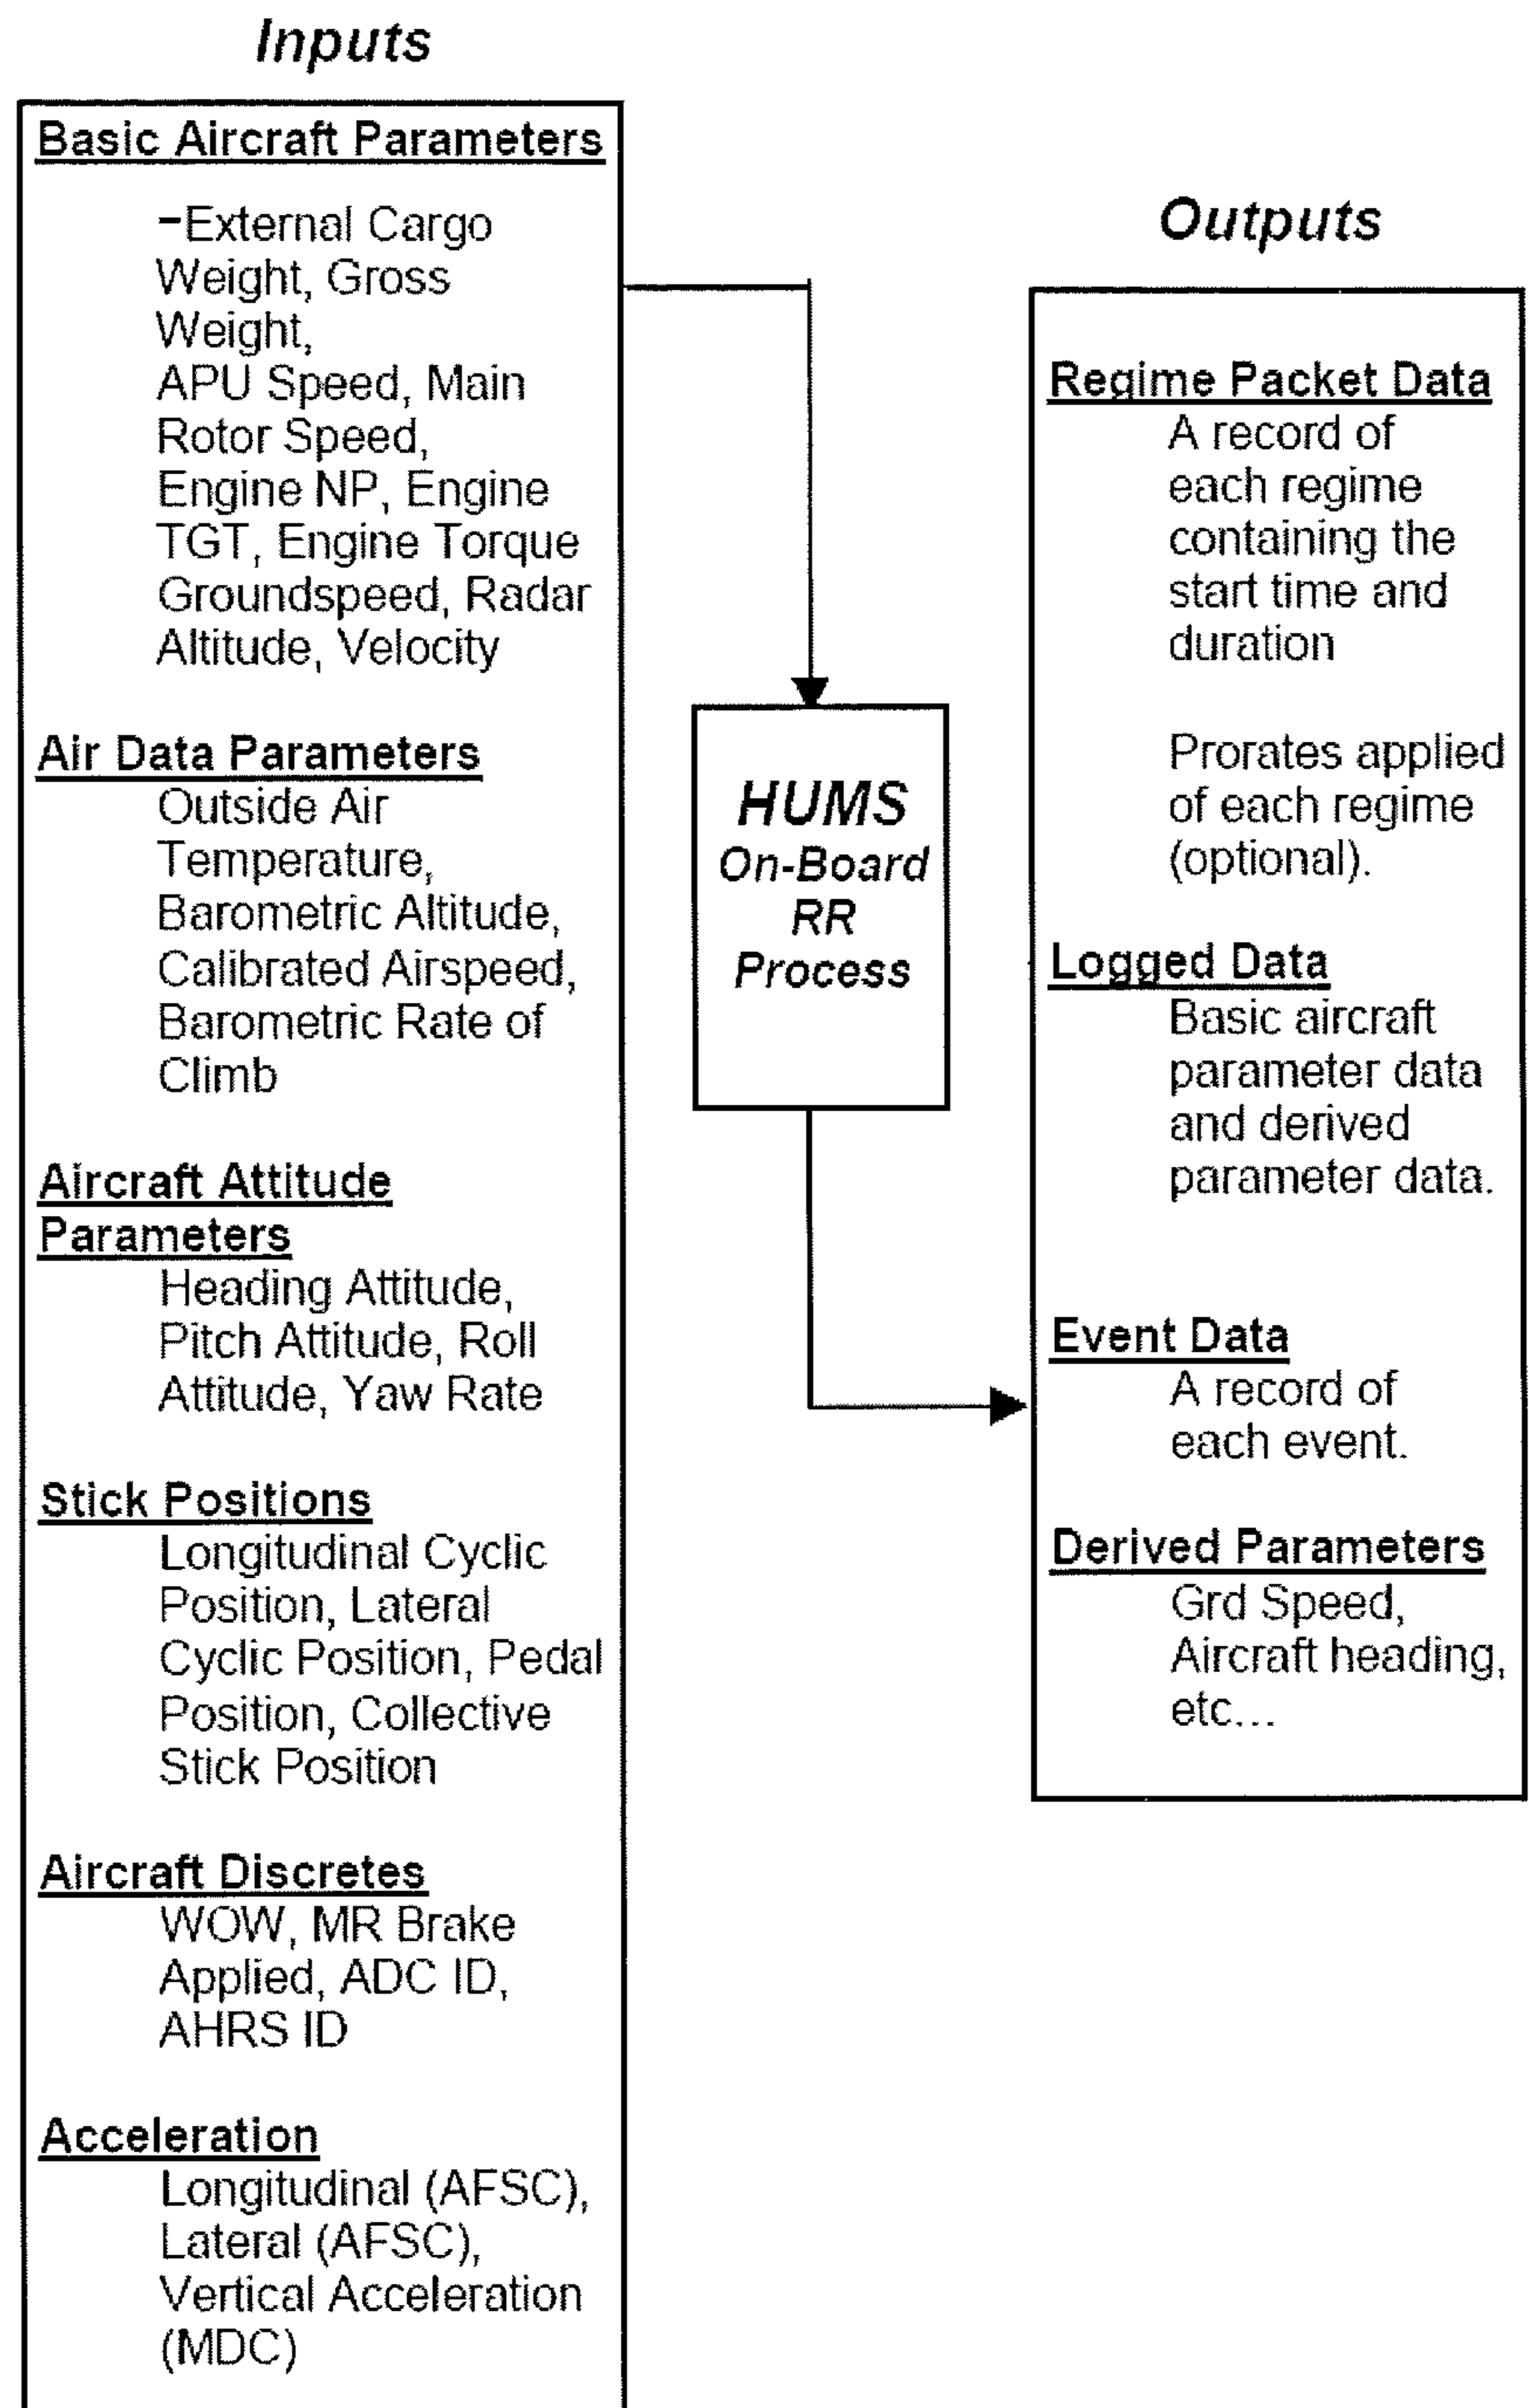 Inputs
Basic Aircraft Parameters
-External Cargo
Weight, Gross
Weight,
APU Speed, Main
Rotor Speed,
Engine NP, Engine
TGT, Engine Torque
Groundspeed, Radar
Altitude, Velocity
Air Data Parameters
Outside Air
Temperature,
Barometric Altitude,
Calibrated Airspeed,
Barometric Rate of
Climb
Aircraft Attitude
Parameters
Heading Attitude,
Pitch Attitude, Roll
Attitude, Yaw Rate
Stick Positions
Longitudinal Cyclic
Position, Lateral
Cyclic Position, Pedal
Position, Collective
Stick Position
Aircraft Discretes
WOW, MR Brake
Applied, ADC ID,
AHRS ID
Acceleration
Longitudinal (AFSC),
Lateral (AFSC),
Vertical Acceleration
(MDC)
HUMS
On-Board
RR
Process
Outputs
Regime Packet Data
A record of
each regime
containing the
start time and
duration
Prorates applied
of each regime
(optional).
Logged Data
Basic aircraft
parameter data
and derived
parameter data.
Event Data
A record of
each event.
Derived Parameters
Grd Speed,
Aircraft heading,
etc...